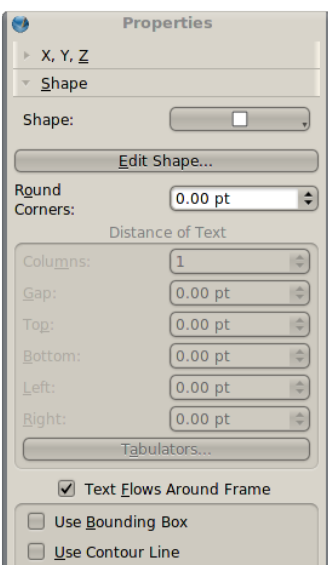 Properties
X, Y, Z
Shape
Shape:
Edit Shape...
Round
Corners:
0.00 pt
Distance of Text
Columns:
1
Gap:
0.00 pt
Top:
0.00 pt
Bottom:
0.00 pt
Left:
0.00 pt
Right:
0.00 pt
Tabulators...
Text Flows Around Frame
Use Bounding Box
Use Contour Line